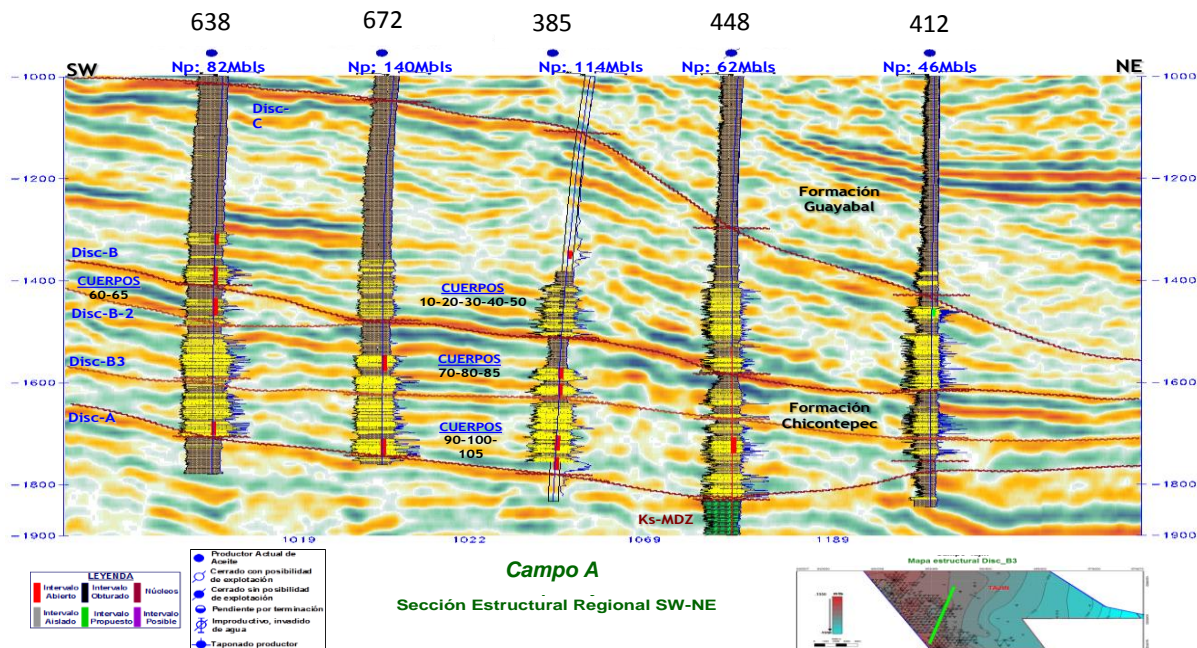 638 672 385 448 412
Np: 82Mbls Np: 140Mbls Np: 114Mbls Np: 62Mbls Np: 46Mbls
SW NE
−1000 −1000
Disc-
C
−1200 −1200
Formación
Guayabal
Disc-B
−1400 −1400
CUERPOS
60-65
CUERPOS
10-20-30-40-50
Disc-B-2
Disc-B3
CUERPOS
70-80-85
−1600 −1600
Disc-A
Formación
Chicontepec
CUERPOS
90-100-
105
−1800 −1800
Ks-MDZ
−1900 −1900
1019 1022 1069 1189
LEYENDA
Intervalo Abierto
Intervalo Obturado
Núcleos
Intervalo Aislado
Intervalo Propuesto
Intervalo Posible
Productor Actual de
Aceite
Cerrado con posibilidad
de explotación
Cerrado sin posibilidad
de explotación
Pendiente por terminación
Improductivo, invadido
de agua
Taponado productor
Campo A
Sección Estructural Regional SW-NE
Mapa estructural Disc_B3